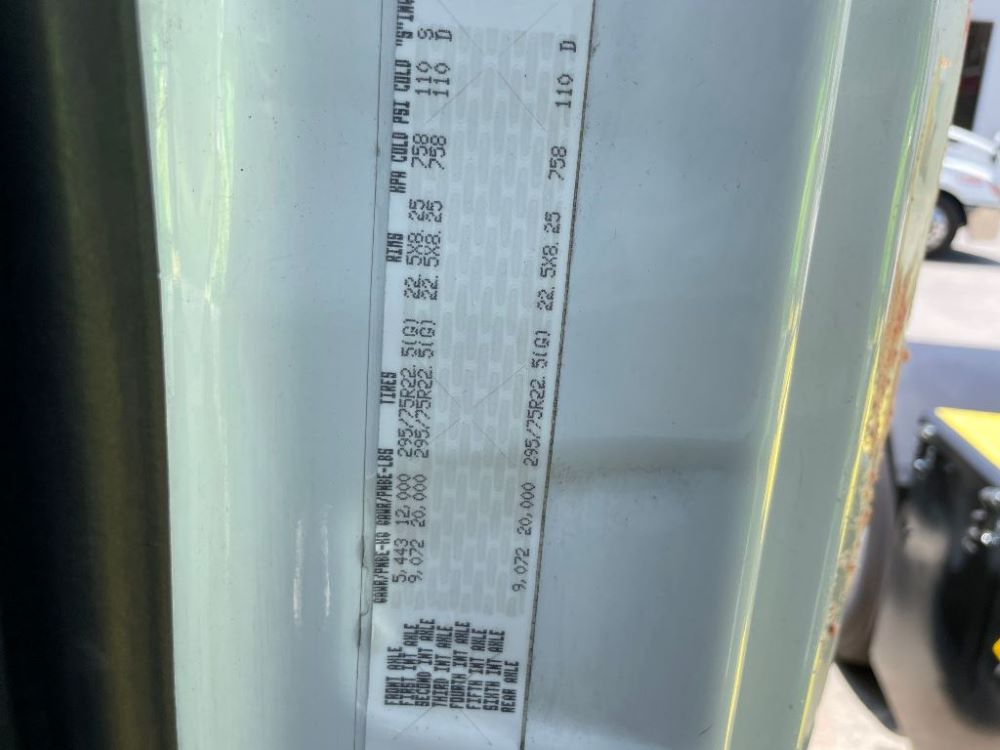 GAWR/PNBE-KG GAWR/PNBE-LBS TIRES RIMS KPA COLD PSI COLD "S"ING
FRONT AXLE 5,443 12,000 295/75R22.5(G) 22.5X8.25 758 110 S
FIRST INT AXLE 9,072 20,000 295/75R22.5(G) 22.5X8.25 758 110 D
SECOND INT AXLE
THIRD INT AXLE
FOURTH INT AXLE
FIFTH INT AXLE
SIXTH INT AXLE
REAR AXLE 9,072 20,000 295/75R22.5(G) 22.5X8.25 758 110 D